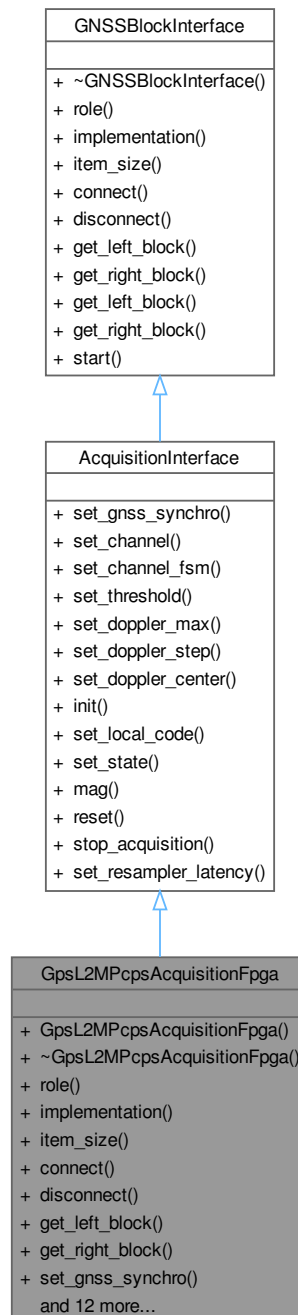 GNSSBlockInterface
+ ~GNSSBlockInterface()
+ role()
+ implementation()
+ item_size()
+ connect()
+ disconnect()
+ get_left_block()
+ get_right_block()
+ get_left_block()
+ get_right_block()
+ start()
AcquisitionInterface
+ set_gnss_synchro()
+ set_channel()
+ set_channel_fsm()
+ set_threshold()
+ set_doppler_max()
+ set_doppler_step()
+ set_doppler_center()
+ init()
+ set_local_code()
+ set_state()
+ mag()
+ reset()
+ stop_acquisition()
+ set_resampler_latency()
GpsL2MPcpsAcquisitionFpga
+ GpsL2MPcpsAcquisitionFpga()
+ ~GpsL2MPcpsAcquisitionFpga()
+ role()
+ implementation()
+ item_size()
+ connect()
+ disconnect()
+ get_left_block()
+ get_right_block()
+ set_gnss_synchro()
and 12 more...